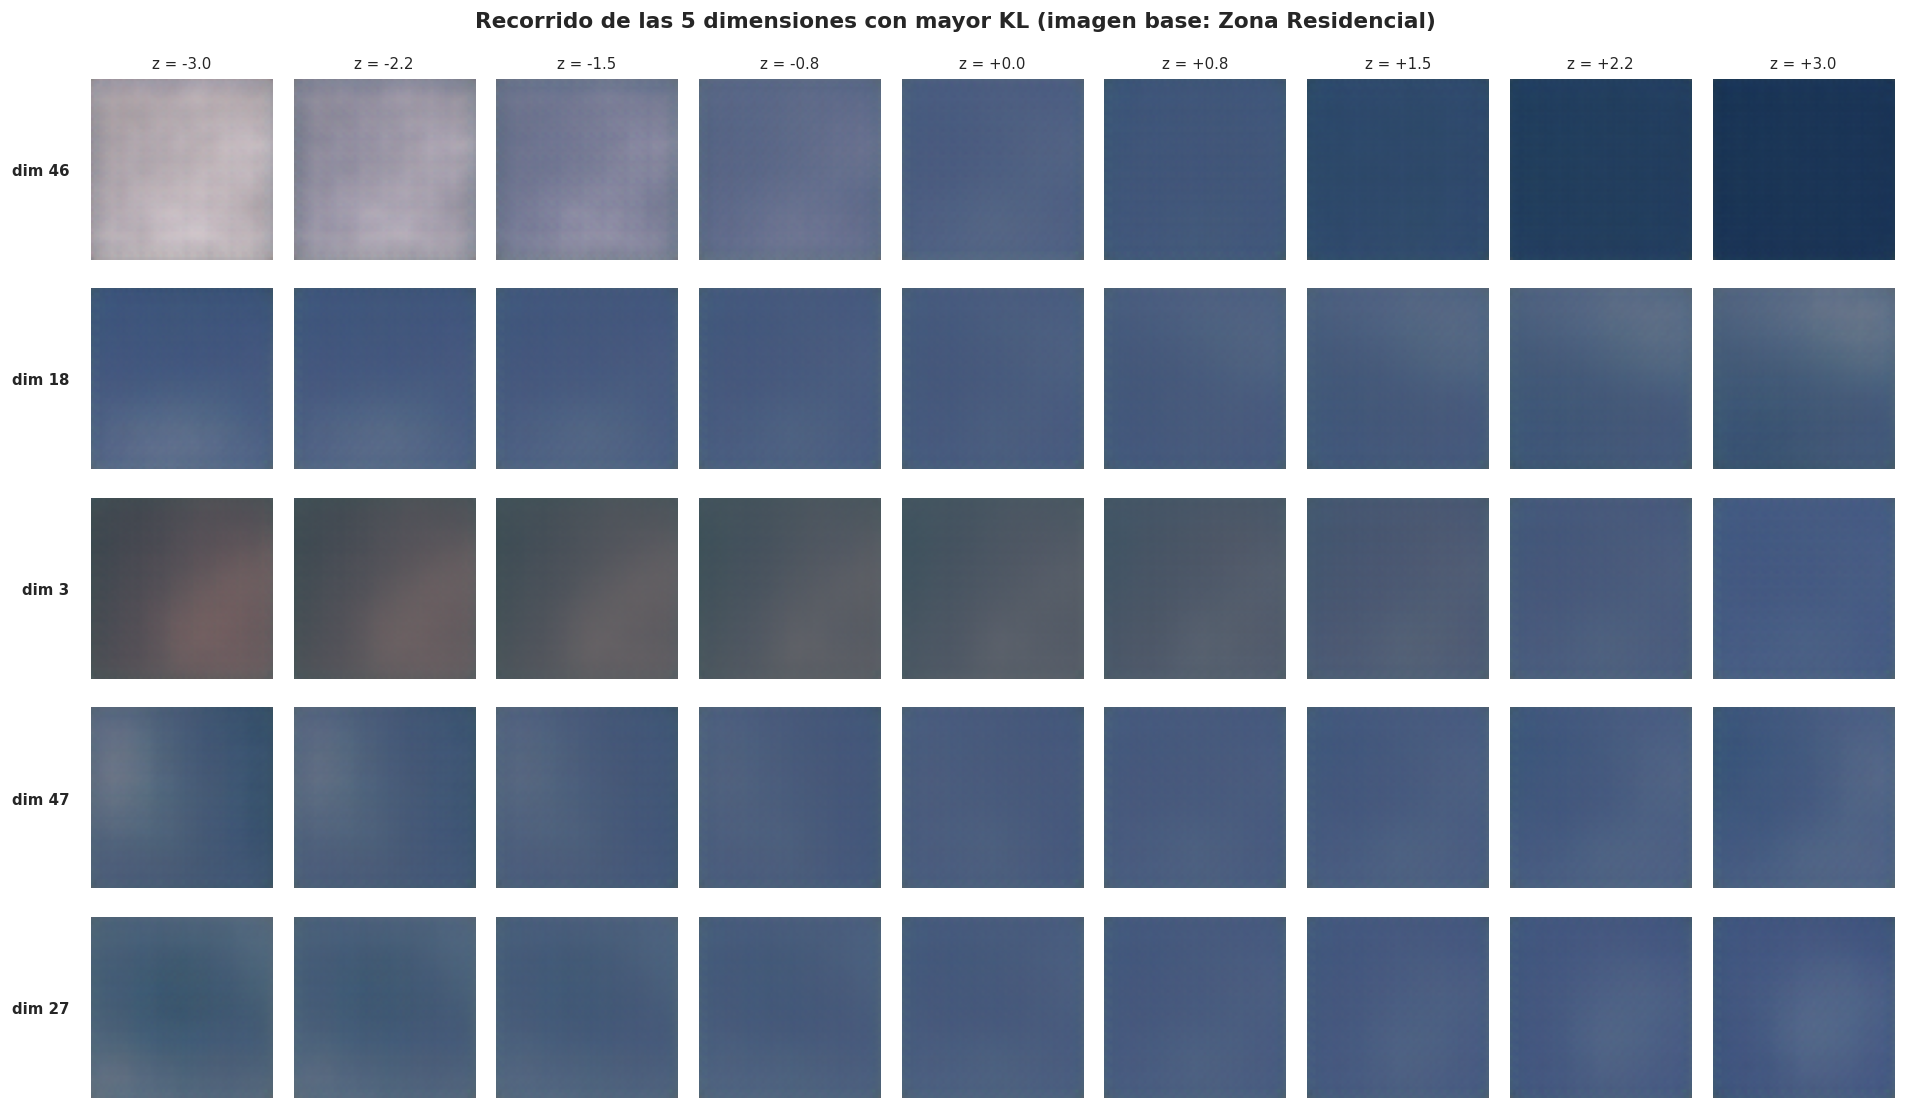 Recorrido de las 5 dimensiones con mayor KL (imagen base: Zona Residencial)
z = -3.0 z = -2.2 z = -1.5 z = -0.8 z = +0.0 z = +0.8 z = +1.5 z = +2.2 z = +3.0
dim 46
dim 18
dim 3
dim 47
dim 27